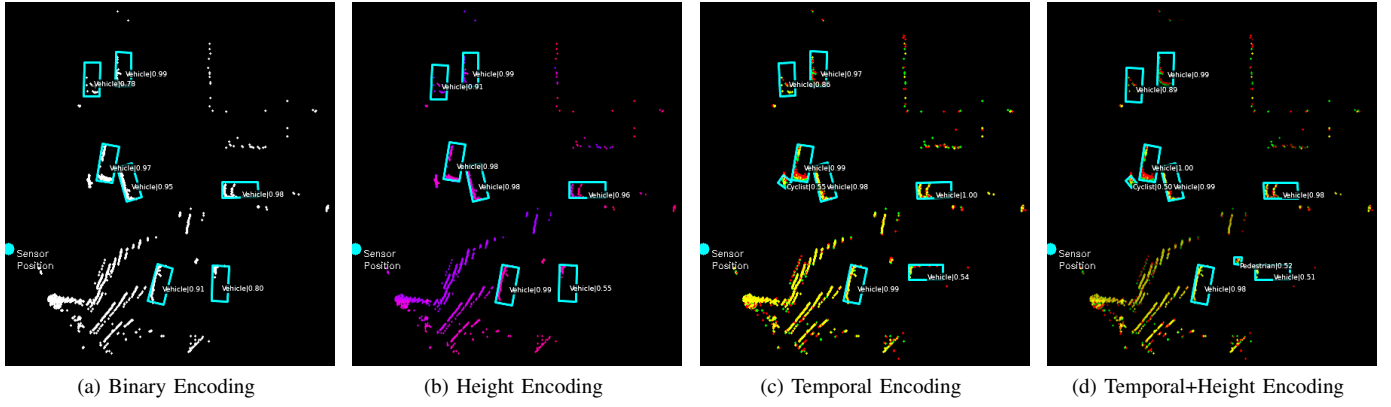 Vehicle|0.99
Vehicle|0.78
Vehicle|0.97
Vehicle|0.95
Vehicle|0.98
Sensor
Position
Vehicle|0.91
Vehicle|0.80
(a) Binary Encoding
Vehicle|0.99
Vehicle|0.91
Vehicle|0.98
Vehicle|0.98
Vehicle|0.96
Sensor
Position
Vehicle|0.99
Vehicle|0.55
(b) Height Encoding
Vehicle|0.97
Vehicle|0.86
Vehicle|0.99
Cyclist|0.55
Vehicle|0.98
Vehicle|1.00
Sensor
Position
Vehicle|0.54
Vehicle|0.99
(c) Temporal Encoding
Vehicle|0.99
Vehicle|0.89
Vehicle|1.00
Cyclist|0.50
Vehicle|0.99
Vehicle|0.98
Sensor
Position
Pedestrian|0.52
Vehicle|0.51
Vehicle|0.98
(d) Temporal+Height Encoding